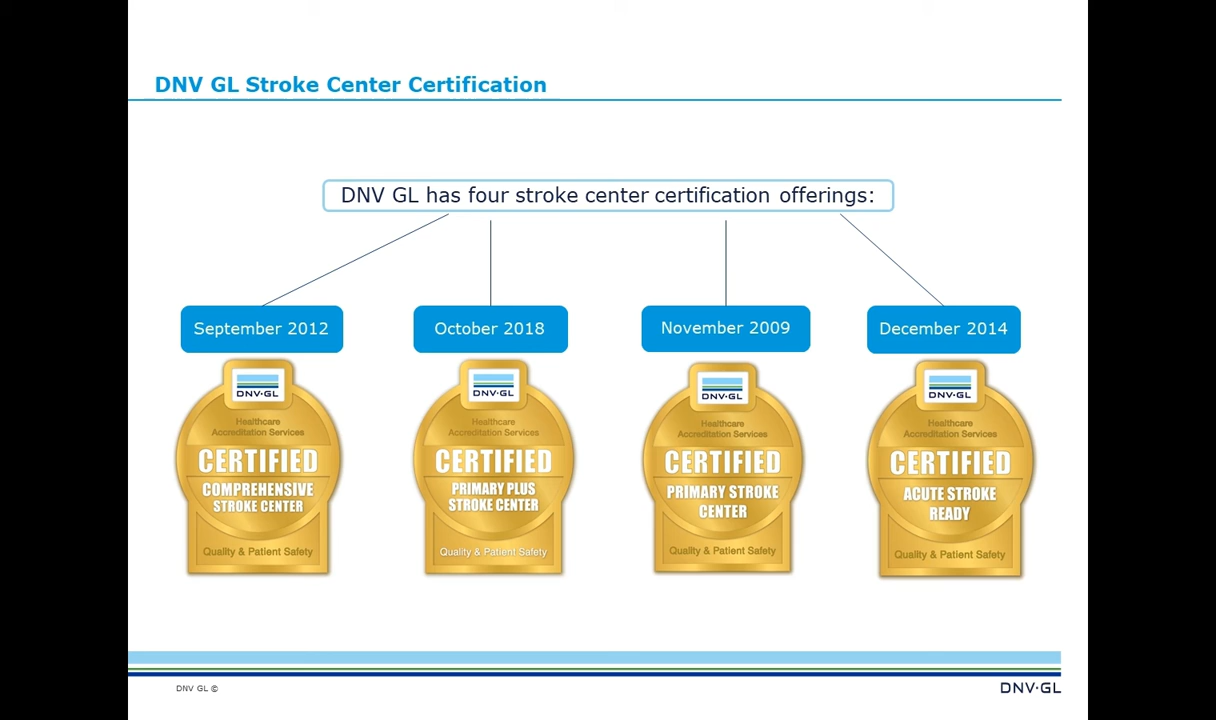 DNV GL Stroke Center Certification
DNV GL has four stroke center certification offerings:
September 2012
October 2018
November 2009
December 2014
DNV·GL
Healthcare
Accreditation Services
CERTIFIED
COMPREHENSIVE
STROKE CENTER
Quality & Patient Safety
DNV·GL
Healthcare
Accreditation Services
CERTIFIED
PRIMARY PLUS
STROKE CENTER
Quality & Patient Safety
DNV·GL
Healthcare
Accreditation Services
CERTIFIED
PRIMARY STROKE
CENTER
Quality & Patient Safety
DNV·GL
Healthcare
Accreditation Services
CERTIFIED
ACUTE STROKE
READY
Quality & Patient Safety
DNV GL ©
DNV·GL